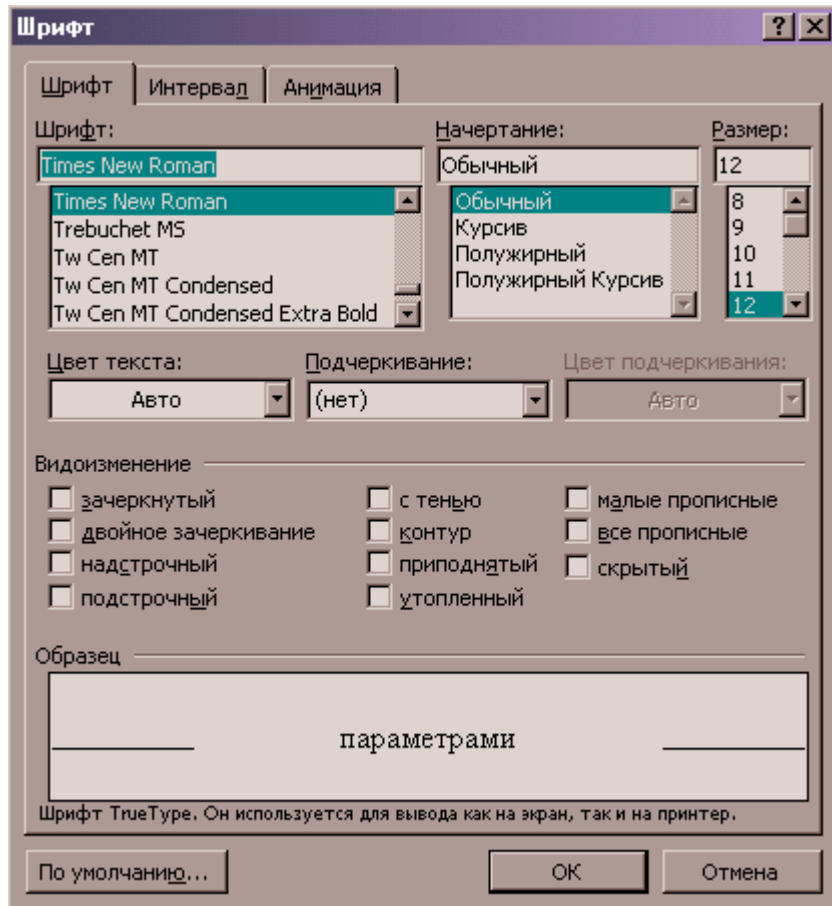 Шрифт
Шрифт Интервал Анимация
Шрифт: Начертание: Размер:
Times New Roman Обычный 12
Times New Roman Обычный 8
Trebuchet MS Курсив 9
Tw Cen MT Полужирный 10
Tw Cen MT Condensed Полужирный Курсив 11
Tw Cen MT Condensed Extra Bold 12
Цвет текста: Подчеркивание: Цвет подчеркивания:
Авто (нет) Авто
Видоизменение
зачеркнутый с тенью малые прописные
двойное зачеркивание контур все прописные
надстрочный приподнятый скрытый
подстрочный утопленный
Образец
параметрами
Шрифт TrueType. Он используется для вывода как на экран, так и на принтер.
По умолчанию... ОК Отмена